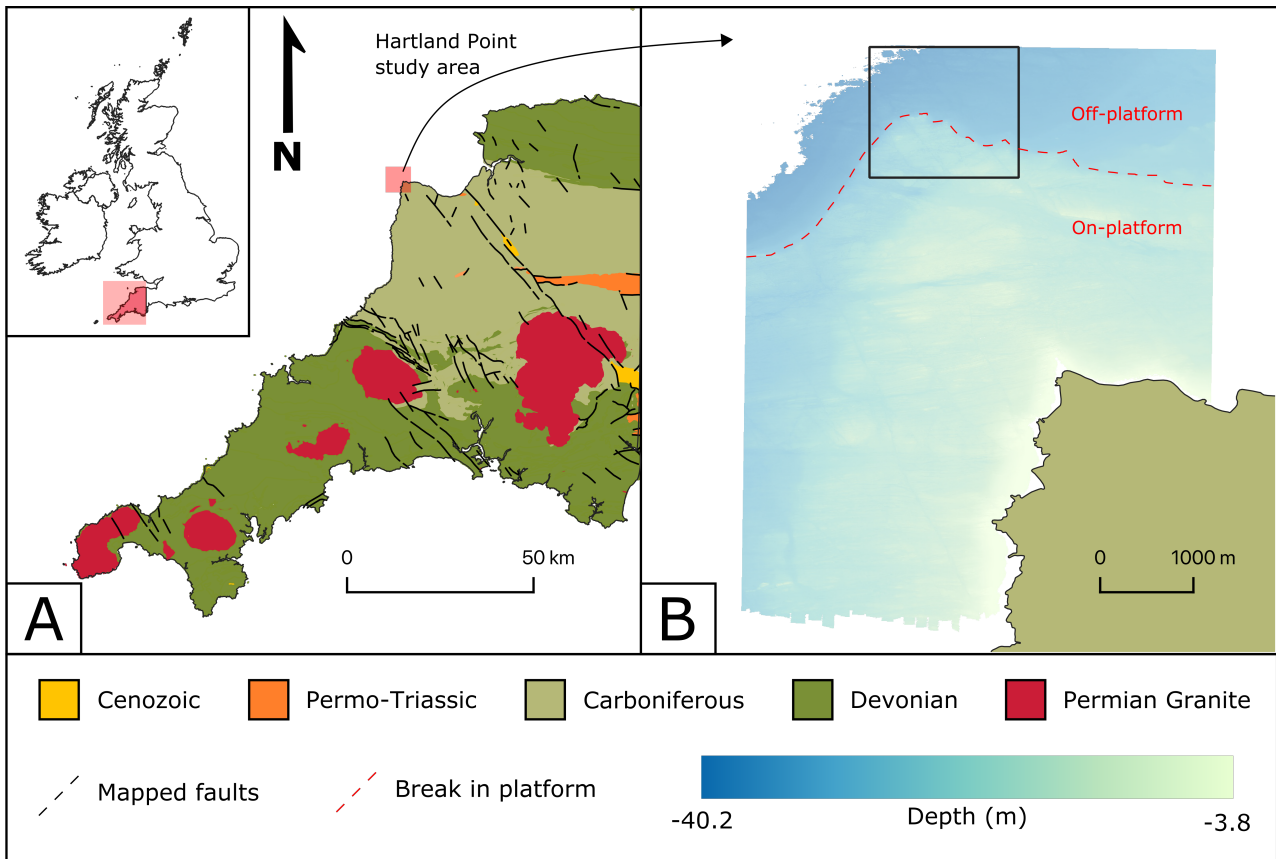 Hartland Point
study area
N
Off-platform
On-platform
0 50 km
0 1000 m
A
B
Cenozoic
Permo-Triassic
Carboniferous
Devonian
Permian Granite
Mapped faults
Break in platform
-40.2
Depth (m)
-3.8